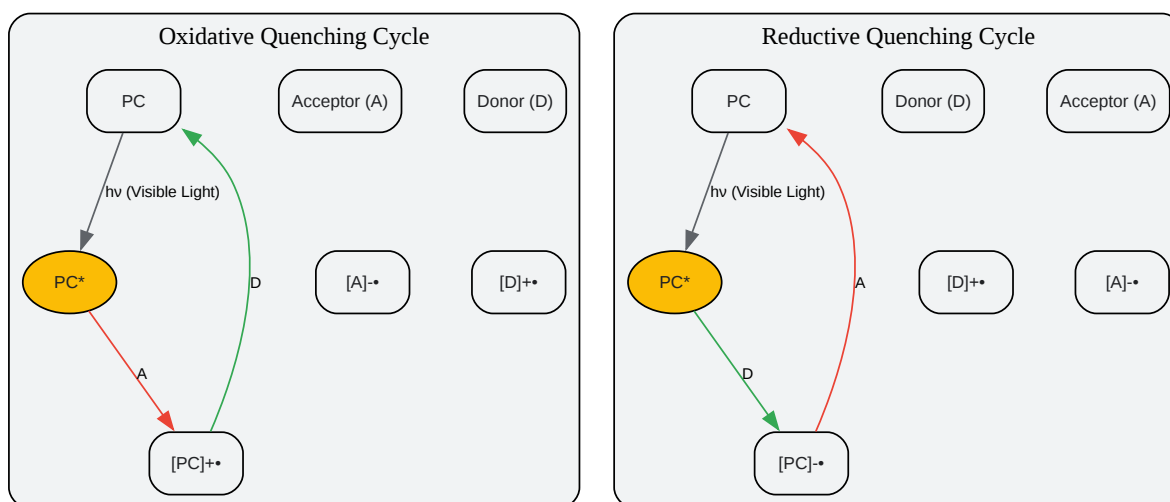 Oxidative Quenching Cycle
PC
Acceptor (A)
Donor (D)
hν (Visible Light)
PC*
[A]-•
[D]+•
D
A
[PC]+•
Reductive Quenching Cycle
PC
Donor (D)
Acceptor (A)
hν (Visible Light)
PC*
[D]+•
[A]-•
A
D
[PC]-•